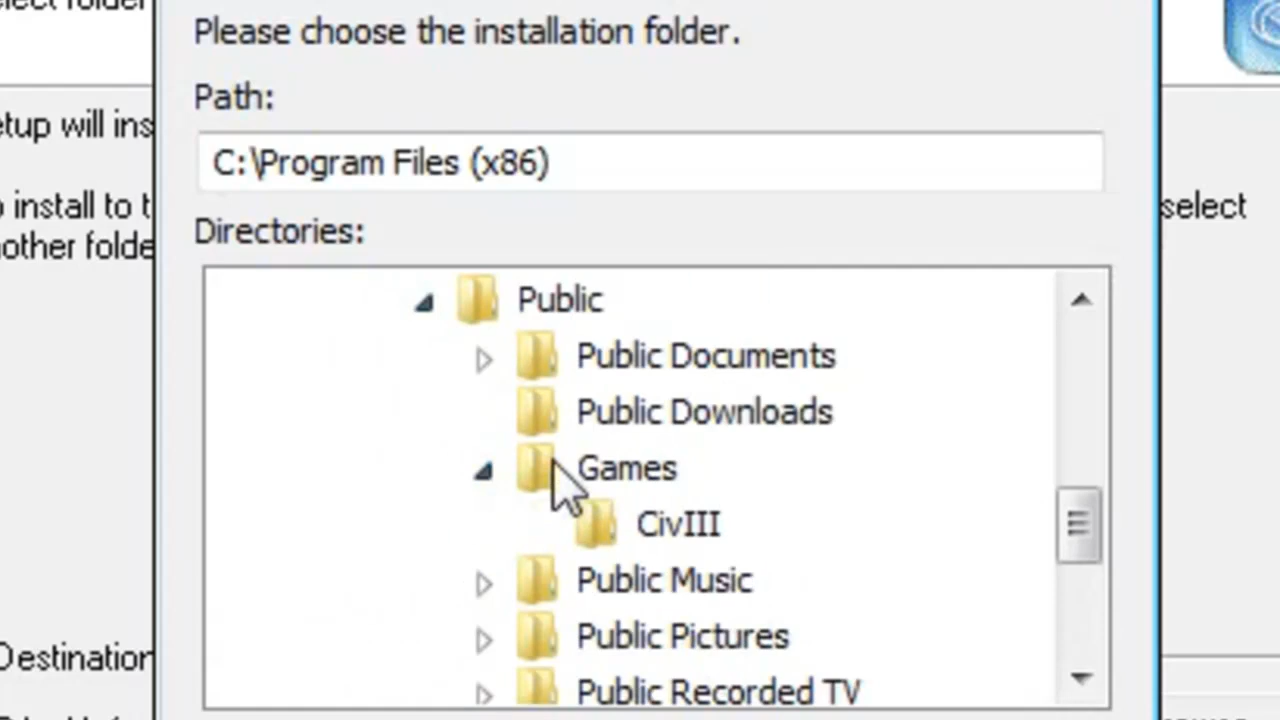 elect folder
Please choose the installation folder.
Path:
etup will ins
C:\Program Files (x86)
o install to t
select
nother folde
Directories:
Public
Public Documents
Public Downloads
Games
CivIII
Public Music
Public Pictures
Destination
Public Recorded TV